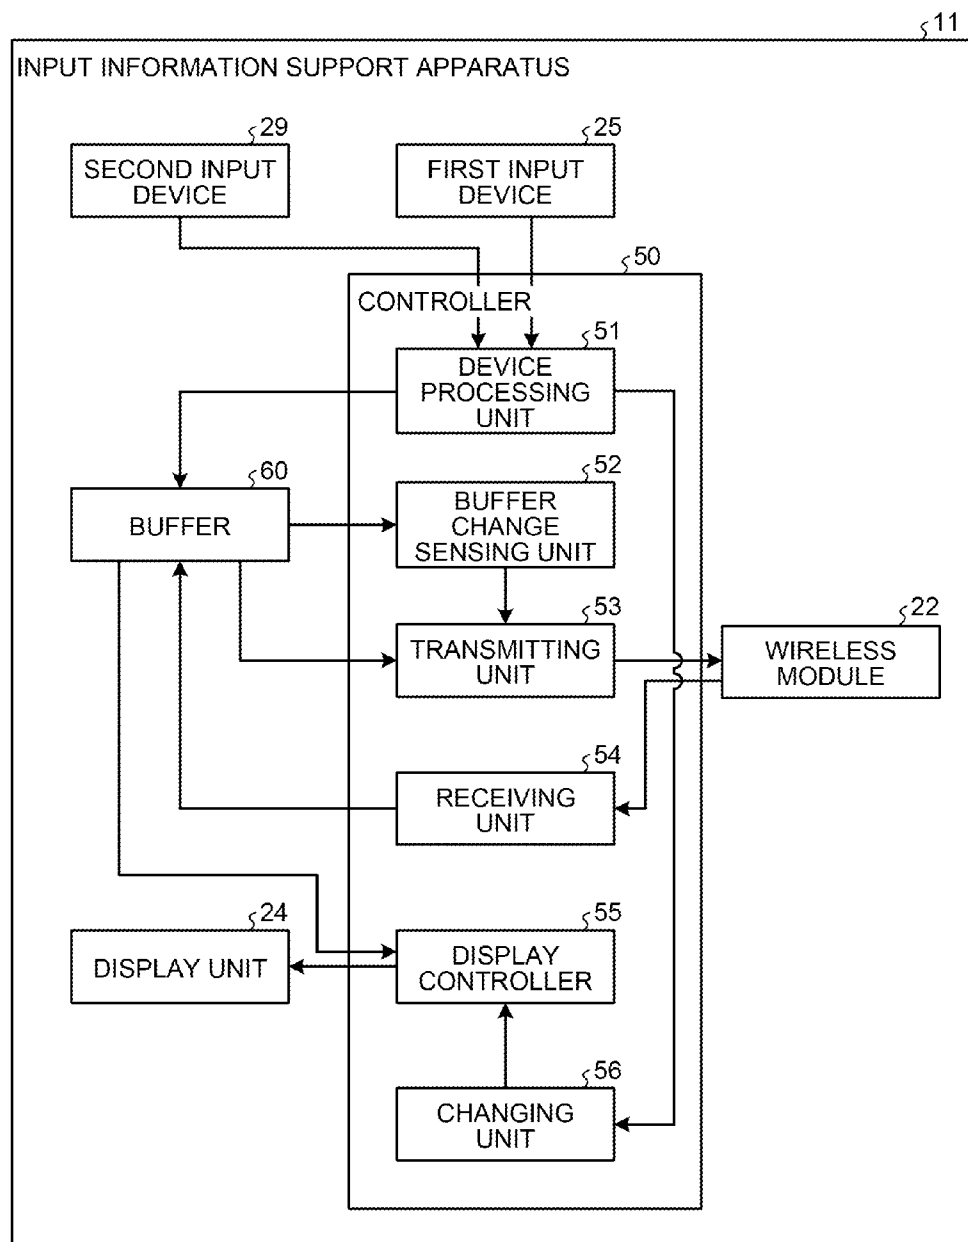 11
INPUT INFORMATION SUPPORT APPARATUS
29
25
SECOND INPUT
DEVICE
FIRST INPUT
DEVICE
50
CONTROLLER
51
DEVICE
PROCESSING
UNIT
60
BUFFER
52
BUFFER
CHANGE
SENSING UNIT
53
TRANSMITTING
UNIT
22
WIRELESS
MODULE
54
RECEIVING
UNIT
24
DISPLAY UNIT
55
DISPLAY
CONTROLLER
56
CHANGING
UNIT